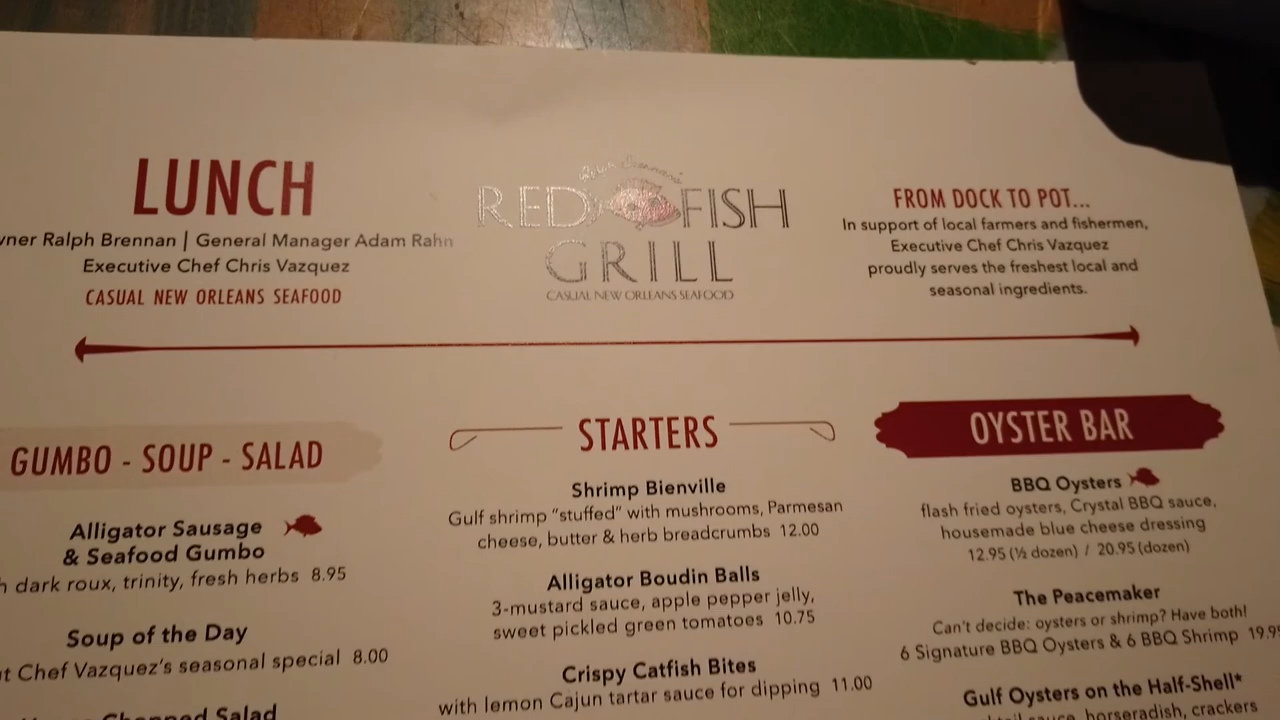 LUNCH
Ralph Brennan | General Manager Adam Rahn
Executive Chef Chris Vazquez
CASUAL NEW ORLEANS SEAFOOD
RED FISH
GRILL
CASUAL NEW ORLEANS SEAFOOD
FROM DOCK TO POT...
In support of local farmers and fishermen,
Executive Chef Chris Vazquez
proudly serves the freshest local and
seasonal ingredients.
GUMBO - SOUP - SALAD
Alligator Sausage
& Seafood Gumbo
dark roux, trinity, fresh herbs 8.95
Soup of the Day
Chef Vazquez's seasonal special 8.00
Chopped Salad
STARTERS
Shrimp Bienville
Gulf shrimp "stuffed" with mushrooms, Parmesan
cheese, butter & herb breadcrumbs 12.00
Alligator Boudin Balls
3-mustard sauce, apple pepper jelly,
sweet pickled green tomatoes 10.75
Crispy Catfish Bites
with lemon Cajun tartar sauce for dipping 11.00
OYSTER BAR
BBQ Oysters
flash fried oysters, Crystal BBQ sauce,
housemade blue cheese dressing
12.95 (½ dozen) / 20.95 (dozen)
The Peacemaker
Can't decide: oysters or shrimp? Have both!
6 Signature BBQ Oysters & 6 BBQ Shrimp 19.95
Gulf Oysters on the Half-Shell*
sauce, horseradish, crackers